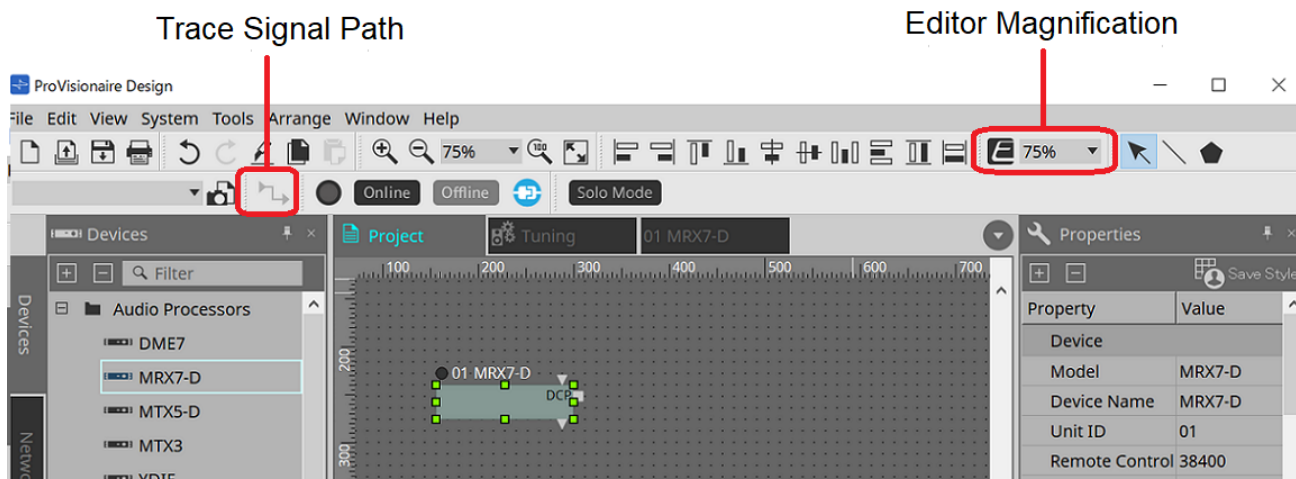 Trace Signal Path
Editor Magnification
ProVisionaire Design
File Edit View System Tools Arrange Window Help
75%
100
75%
Online
Offline
Solo Mode
Devices
Project
Tuning
01 MRX7-D
Properties
Filter
100 200 300 400 500 600 700
Save Style
Devices
Audio Processors
Property Value
DME7
Device
200
01 MRX7-D
MRX7-D
Model MRX7-D
DCP
Device Name MRX7-D
MTX5-D
Unit ID 01
MTX3
300
Remote Control 38400